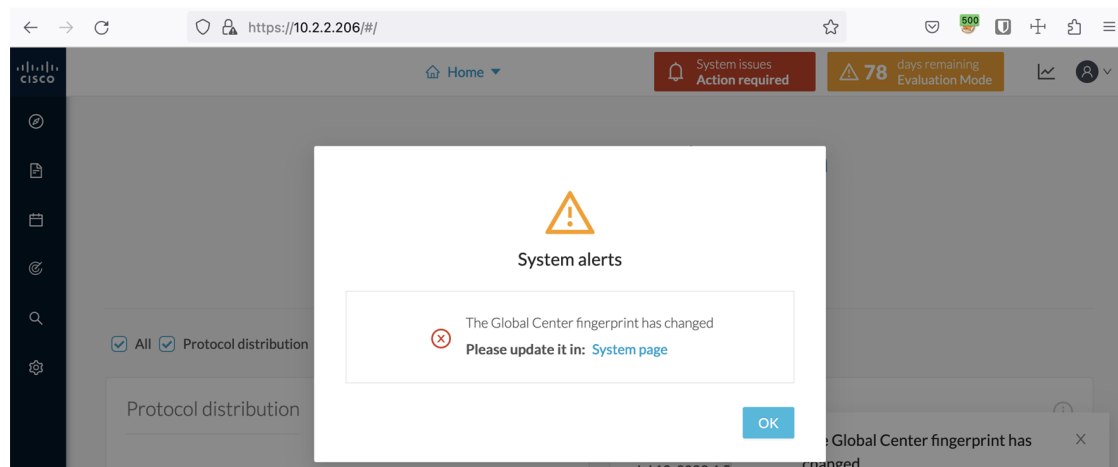 https://10.2.2.206/#/
500
CISCO
Home
System issues
Action required
78
days remaining
Evaluation Mode
System alerts
The Global Center fingerprint has changed
Please update it in: System page
All
Protocol distribution
Protocol distribution
OK
Global Center fingerprint has
changed